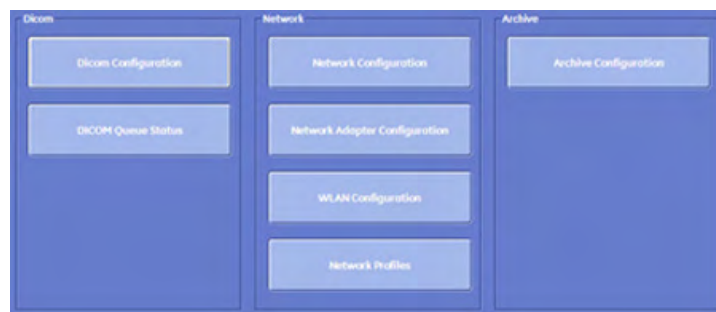 Dicom
Dicom Configuration
DICOM Queue Status
Network
Network Configuration
Network Adapter Configuration
WLAN Configuration
Network Profiles
Archive
Archive Configuration